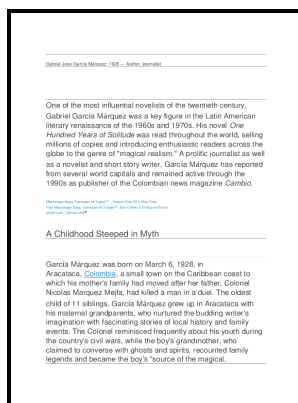 Gabriel Jose García Márquez: 1928 —: Author, journalist
One of the most influential novelists of the twentieth century,
Gabriel García Márquez was a key figure in the Latin American
literary renaissance of the 1960s and 1970s. His novel One
Hundred Years of Solitude was read throughout the world, selling
millions of copies and introducing enthusiastic readers across the
globe to the genre of "magical realism." A prolific journalist as well
as a novelist and short story writer, García Márquez has reported
from several world capitals and remained active through the
1990s as publisher of the Colombian news magazine Cambio.
A Childhood Steeped in Myth
García Márquez was born on March 6, 1928, in
Aracataca, Colombia, a small town on the Caribbean coast to
which his mother's family had moved after her father, Colonel
Nicolas Marquez Mejfa, had killed a man in a duel. The oldest
child of 11 siblings, García Márquez grew up in Aracataca with
his maternal grandparents, who nurtured the budding writer's
imagination with fascinating stories of local history and family
events. The Colonel reminisced frequently about his youth during
the country's civil wars, while the boy's grandmother, who
claimed to converse with ghosts and spirits, recounted family
legends and became the boy's "source of the magical,